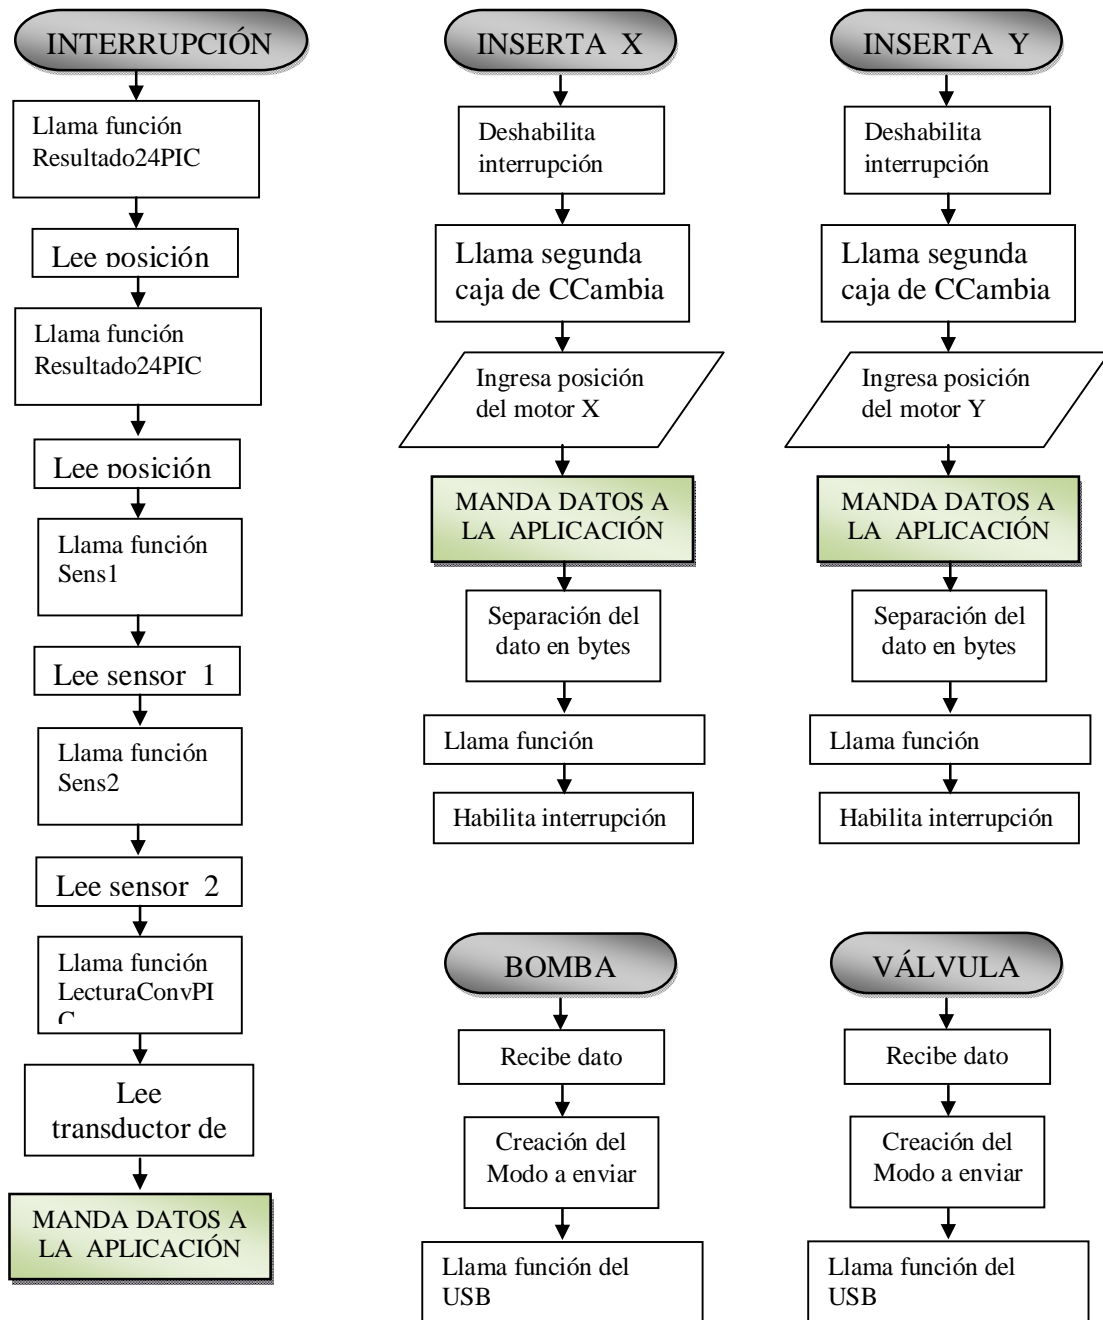 INTERRUPCIÓN
Llama función
Resultado24PIC
Lee posición
Llama función
Resultado24PIC
Lee posición
Llama función
Sens1
Lee sensor 1
Llama función
Sens2
Lee sensor 2
Llama función
LecturaConvPI
C
Lee
transductor de
MANDA DATOS A
LA APLICACIÓN
INSERTA X
Deshabilita
interrupción
Llama segunda
caja de CCambia
Ingresa posición
del motor X
MANDA DATOS A
LA APLICACIÓN
Separación del
dato en bytes
Llama función
Habilita interrupción
INSERTA Y
Deshabilita
interrupción
Llama segunda
caja de CCambia
Ingresa posición
del motor Y
MANDA DATOS A
LA APLICACIÓN
Separación del
dato en bytes
Llama función
Habilita interrupción
BOMBA
Recibe dato
Creación del
Modo a enviar
Llama función del
USB
VÁLVULA
Recibe dato
Creación del
Modo a enviar
Llama función del
USB